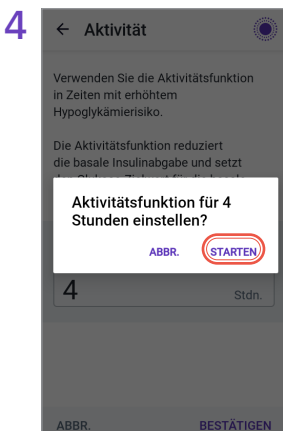 4
Aktivität
Verwenden Sie die Aktivitätsfunktion
in Zeiten mit erhöhtem
Hypoglykämierisiko.
Die Aktivitätsfunktion reduziert
die basale Insulinabgabe und setzt
Aktivitätsfunktion für 4
Stunden einstellen?
ABBR. STARTEN
4 Stdn.
ABBR. BESTÄTIGEN